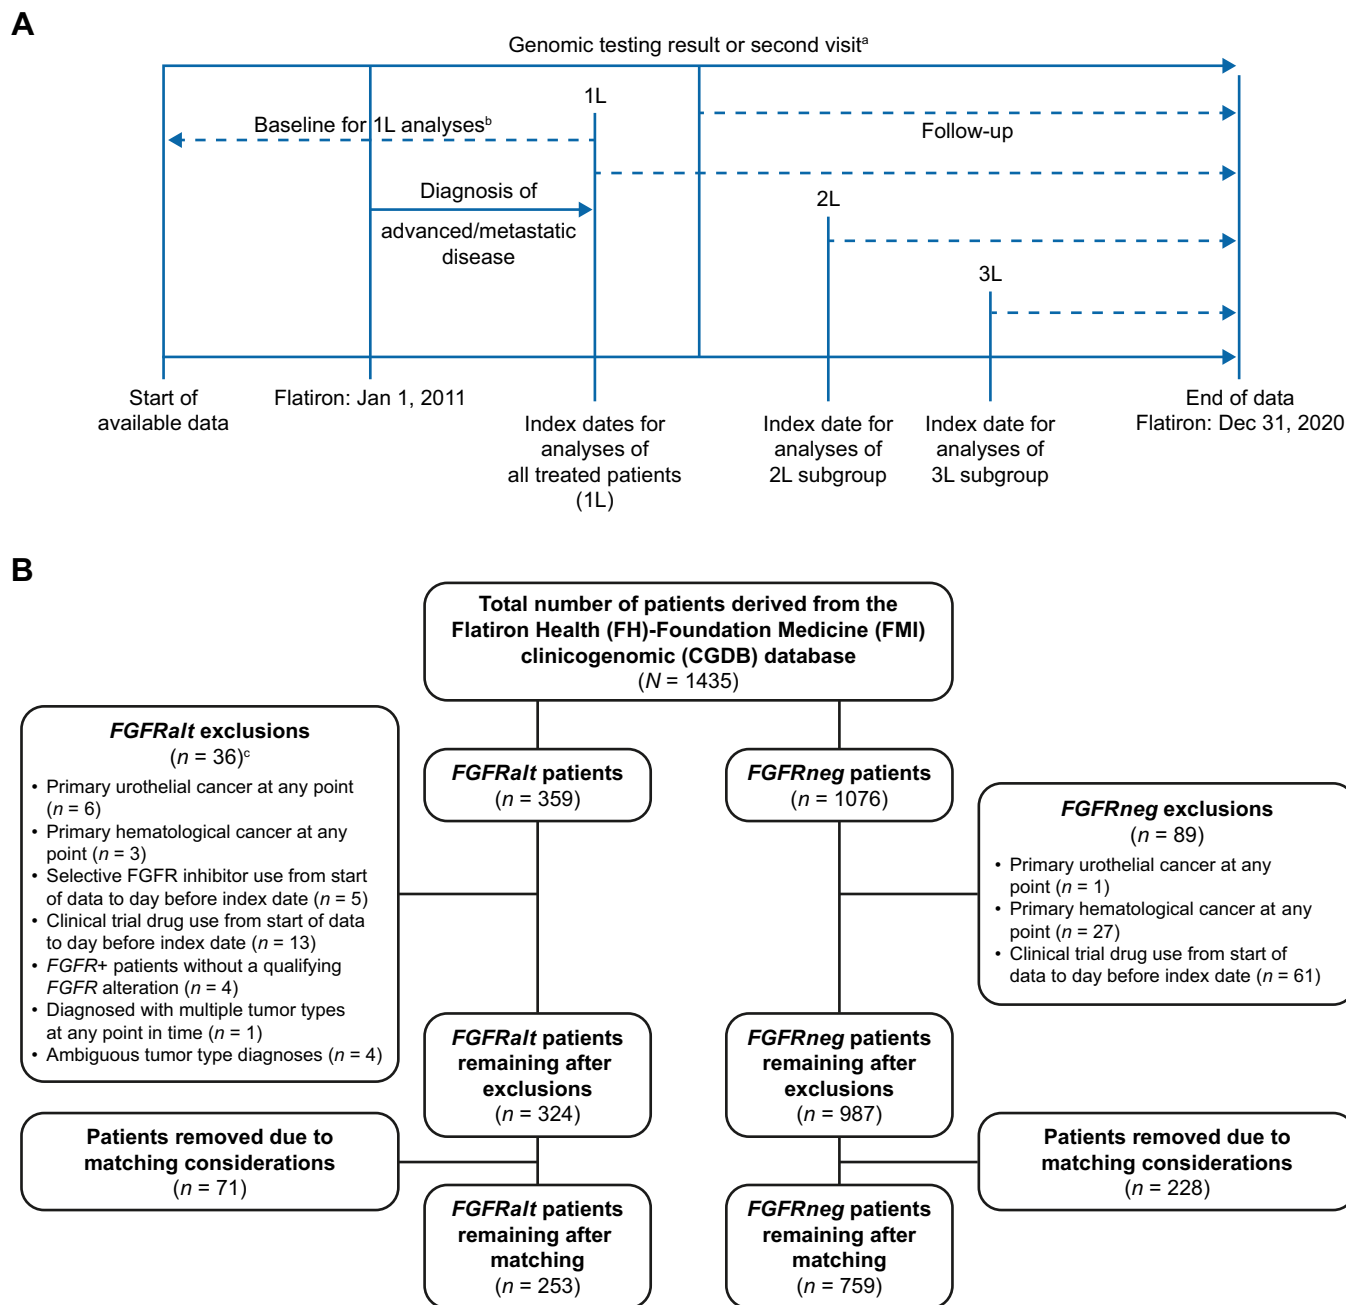 A
Genomic testing result or second visitᵃ
1L
Baseline for 1L analysesᵇ
Follow-up
Diagnosis of
advanced/metastatic
disease
2L
3L
Start of
available data
Flatiron: Jan 1, 2011
Index dates for
analyses of
all treated patients
(1L)
Index date for
analyses of
2L subgroup
Index date for
analyses of
3L subgroup
End of data
Flatiron: Dec 31, 2020
B
Total number of patients derived from the
Flatiron Health (FH)-Foundation Medicine (FMI)
clinicogenomic (CGDB) database
(N = 1435)
FGFRalt exclusions
(n = 36)ᶜ
• Primary urothelial cancer at any point
(n = 6)
• Primary hematological cancer at any
point (n = 3)
• Selective FGFR inhibitor use from start
of data to day before index date (n = 5)
• Clinical trial drug use from start of data
to day before index date (n = 13)
• FGFR+ patients without a qualifying
FGFR alteration (n = 4)
• Diagnosed with multiple tumor types
at any point in time (n = 1)
• Ambiguous tumor type diagnoses (n = 4)
FGFRalt patients
(n = 359)
FGFRneg patients
(n = 1076)
FGFRneg exclusions
(n = 89)
• Primary urothelial cancer at any
point (n = 1)
• Primary hematological cancer at any
point (n = 27)
• Clinical trial drug use from start of
data to day before index date (n = 61)
FGFRalt patients
remaining after
exclusions
(n = 324)
FGFRneg patients
remaining after
exclusions
(n = 987)
Patients removed due to
matching considerations
(n = 71)
Patients removed due to
matching considerations
(n = 228)
FGFRalt patients
remaining after
matching
(n = 253)
FGFRneg patients
remaining after
matching
(n = 759)